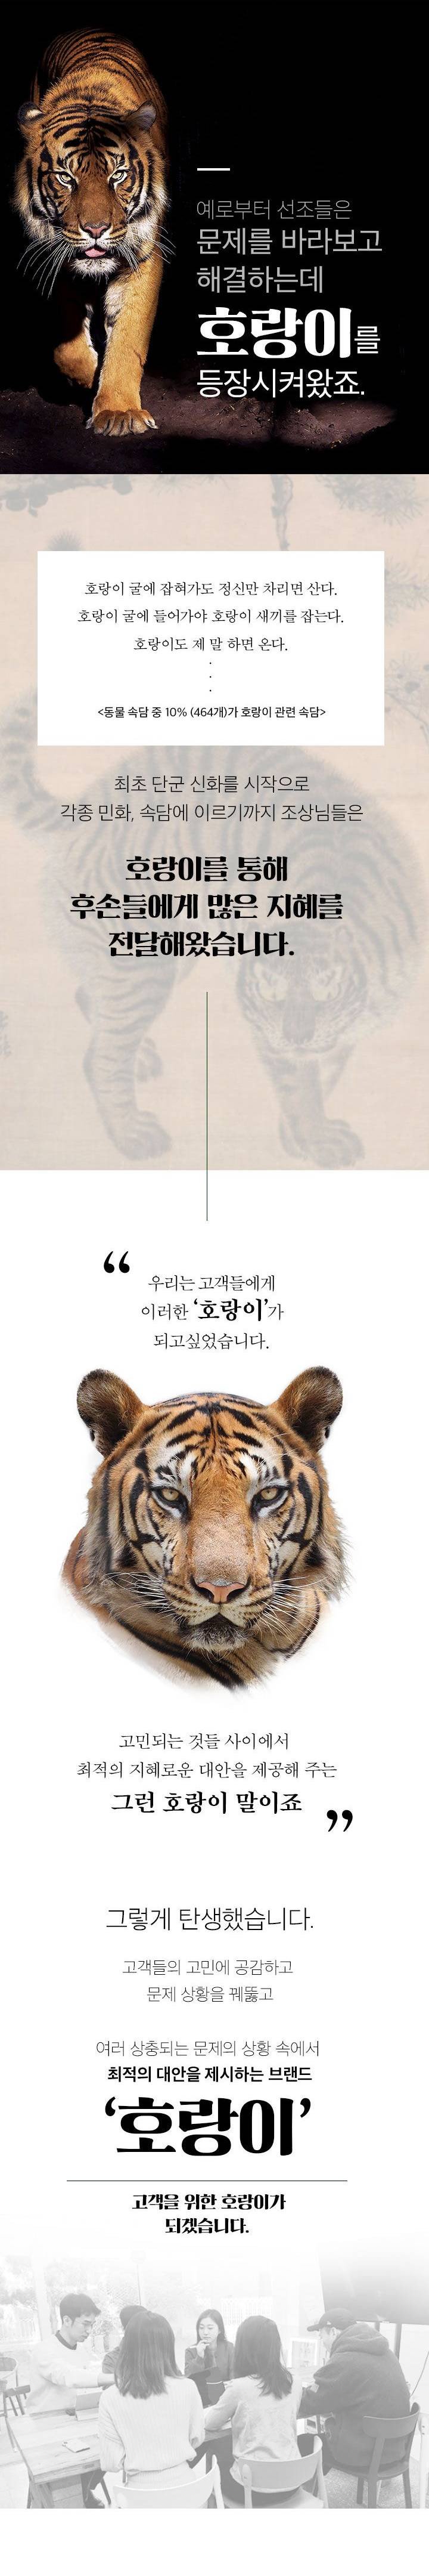 예로부터 선조들은
문제를 바라보고
해결하는데
호랑이를
등장시켜왔죠.
호랑이 굴에 잡혀가도 정신만 차리면 산다.
호랑이 굴에 들어가야 호랑이 새끼를 잡는다.
호랑이도 제 말 하면 온다.
.
.
.
<동물 속담 중 10% (464개)가 호랑이 관련 속담>
최초 단군 신화를 시작으로
각종 민화, 속담에 이르기까지 조상님들은
호랑이를 통해
후손들에게 많은 지혜를
전달해왔습니다.
“
우리는 고객들에게
이러한 ‘호랑이’가
되고싶었습니다.
고민되는 것들 사이에서
최적의 지혜로운 대안을 제공해 주는
그런 호랑이 말이죠
”
그렇게 탄생했습니다.
고객들의 고민에 공감하고
문제 상황을 꿰뚫고
여러 상충되는 문제의 상황 속에서
최적의 대안을 제시하는 브랜드
‘호랑이’
고객을 위한 호랑이가
되겠습니다.